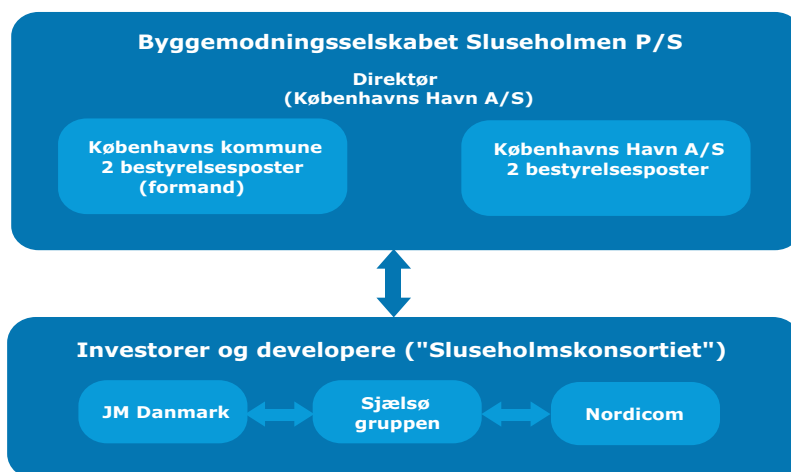 Byggemodningsselskabet Sluseholmen P/S
Direktør
(Københavns Havn A/S)
Københavns kommune
2 bestyrelsesposter
(formand)
Københavns Havn A/S
2 bestyrelsesposter
Investorer og developere ("Sluseholmskonsortiet")
JM Danmark
Sjælsø
gruppen
Nordicom